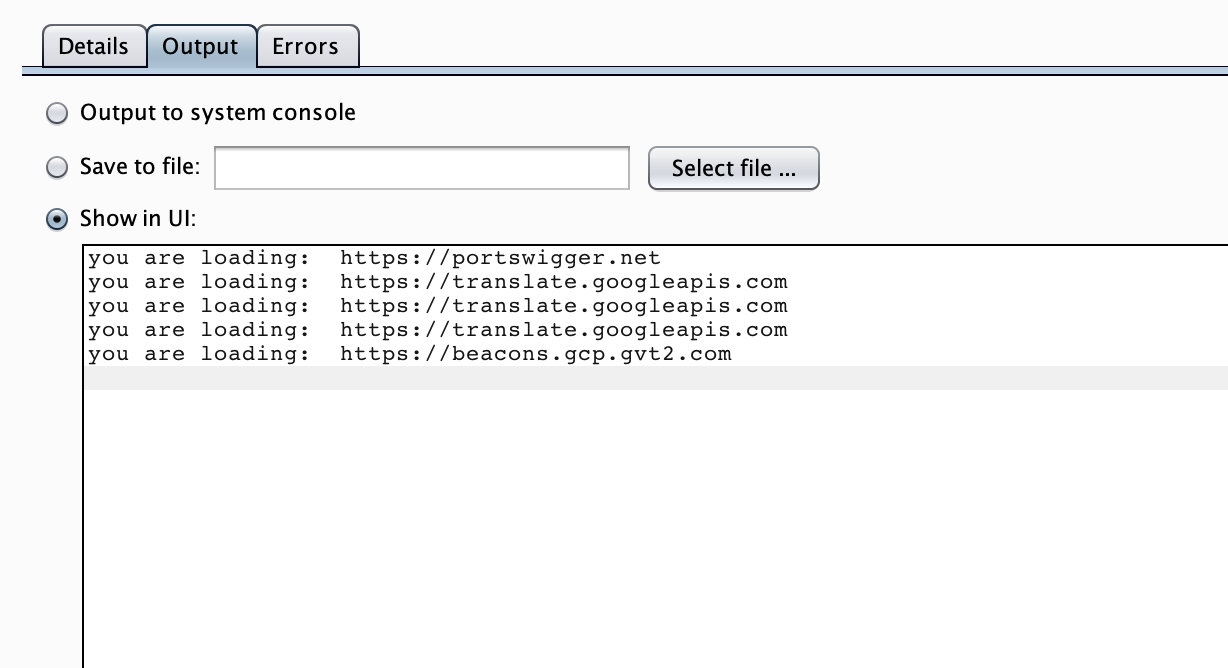 Details Output Errors
Output to system console
Save to file: Select file ...
Show in UI:
you are loading:  https://portswigger.net
you are loading:  https://translate.googleapis.com
you are loading:  https://translate.googleapis.com
you are loading:  https://translate.googleapis.com
you are loading:  https://beacons.gcp.gvt2.com